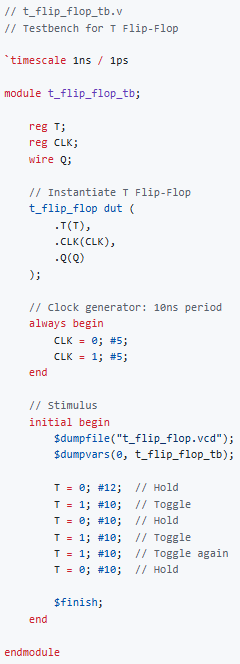 // t_flip_flop_tb.v
// Testbench for T Flip-Flop
`timescale 1ns / 1ps
module t_flip_flop_tb;
reg T;
reg CLK;
wire Q;
// Instantiate T Flip-Flop
t_flip_flop dut (
.T(T),
.CLK(CLK),
.Q(Q)
);
// Clock generator: 10ns period
always begin
CLK = 0; #5;
CLK = 1; #5;
end
// Stimulus
initial begin
$dumpfile("t_flip_flop.vcd");
$dumpvars(0, t_flip_flop_tb);
T = 0; #12;  // Hold
T = 1; #10;  // Toggle
T = 0; #10;  // Hold
T = 1; #10;  // Toggle
T = 1; #10;  // Toggle again
T = 0; #10;  // Hold
$finish;
end
endmodule